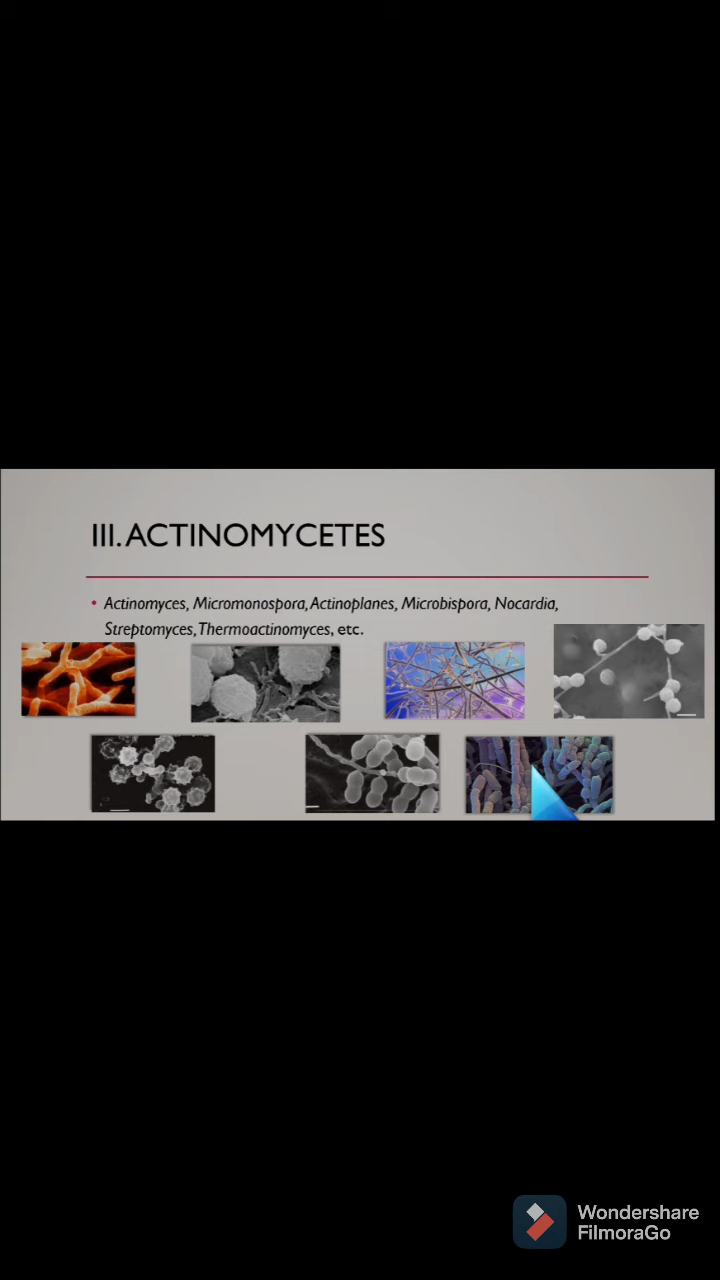 III. ACTINOMYCETES
• Actinomyces, Micromonospora, Actinoplanes, Microbispora, Nocardia,
Streptomyces, Thermoactinomyces, etc.
Wondershare
FilmoraGo